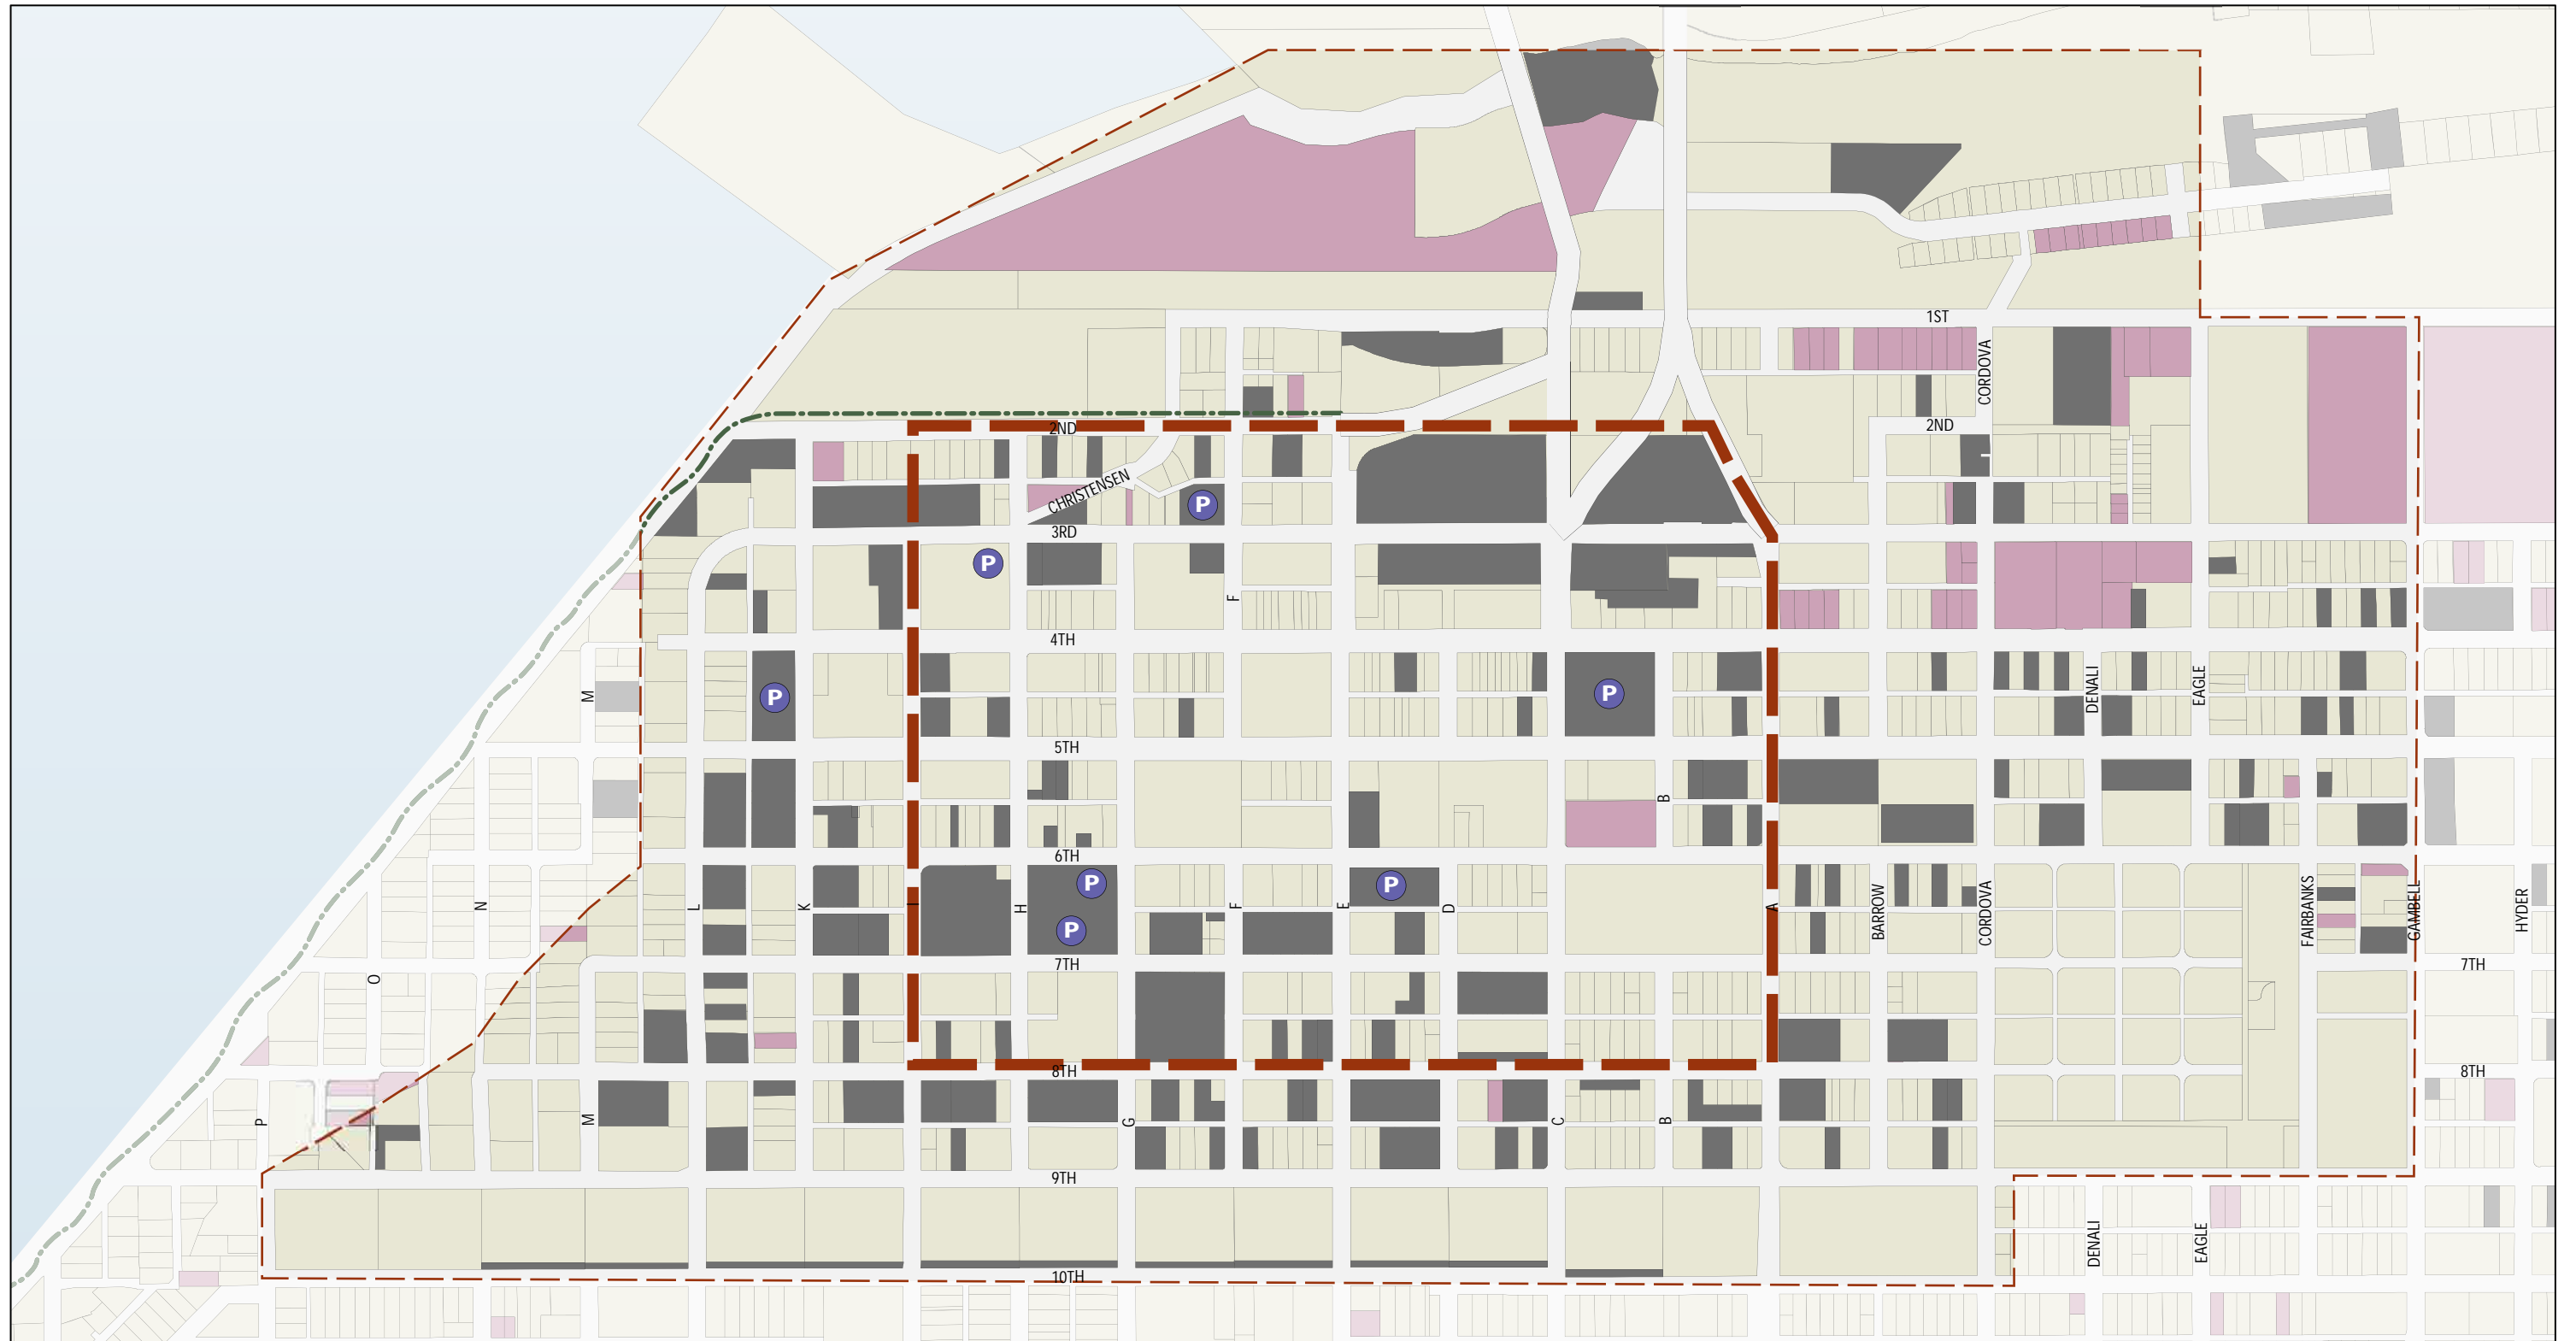 1ST
CORDOVA
2ND
2ND
CHRISTENSEN
P
3RD
P
F
4TH
M
P
P
DENALI
EAGLE
5TH
B
6TH
P
P
P
N
L
K
I
H
F
E
D
A
BARROW
CORDOVA
FAIRBANKS
GAMBELL
HYDER
7TH
7TH
O
8TH
8TH
P
M
G
C
B
9TH
DENALI
EAGLE
10TH